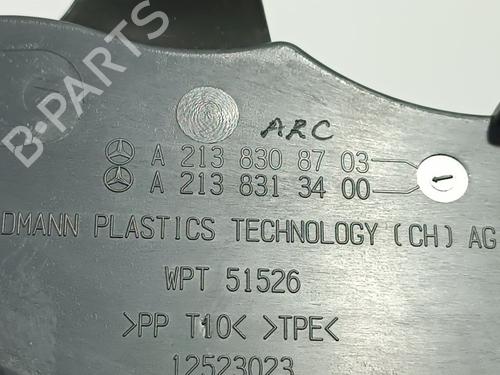 ARC
A 213 830 87 03
A 213 831 34 00
DMANN PLASTICS TECHNOLOGY (CH) AG
WPT 51526
>PP T10< >TPE<
12523023
B-PARTS